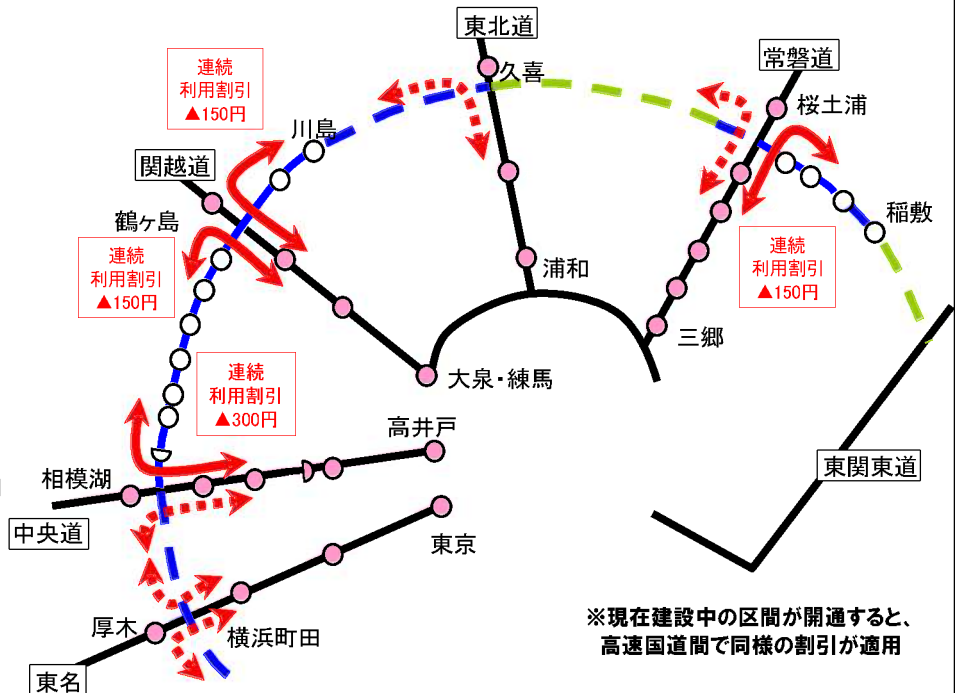 東北道
久喜
常磐道
桜土浦
連続
利用割引
▲150円
川島
関越道
鶴ヶ島
稲敷
連続
利用割引
▲150円
連続
利用割引
▲150円
浦和
三郷
大泉・練馬
連続
利用割引
▲300円
高井戸
相模湖
東関東道
中央道
東京
厚木
横浜町田
東名
※現在建設中の区間が開通すると、
高速国道間で同様の割引が適用